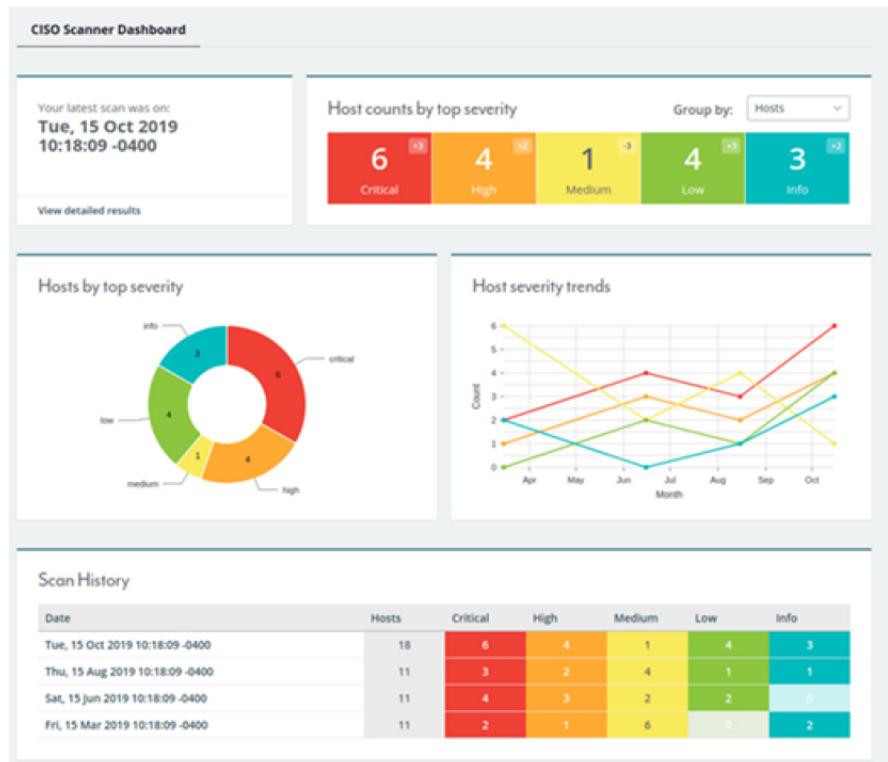 CISO Scanner Dashboard
Your latest scan was on:
Tue, 15 Oct 2019
10:18:09 -0400
View detailed results
Host counts by top severity
Group by: Hosts
6 +3 4 +2 1 -3 4 +3 3 +2
Critical High Medium Low Info
Hosts by top severity
info
3
critical
6
4
low
1
4
medium
high
Host severity trends
6
5
4
3
2
1
0
Count
Apr May Jun Jul Aug Sep Oct
Month
Scan History
Date Hosts Critical High Medium Low Info
Tue, 15 Oct 2019 10:18:09 -0400 18 6 4 1 4 3
Thu, 15 Aug 2019 10:18:09 -0400 11 3 2 4 1 1
Sat, 15 Jun 2019 10:18:09 -0400 11 4 3 2 2 0
Fri, 15 Mar 2019 10:18:09 -0400 11 2 1 6 0 2